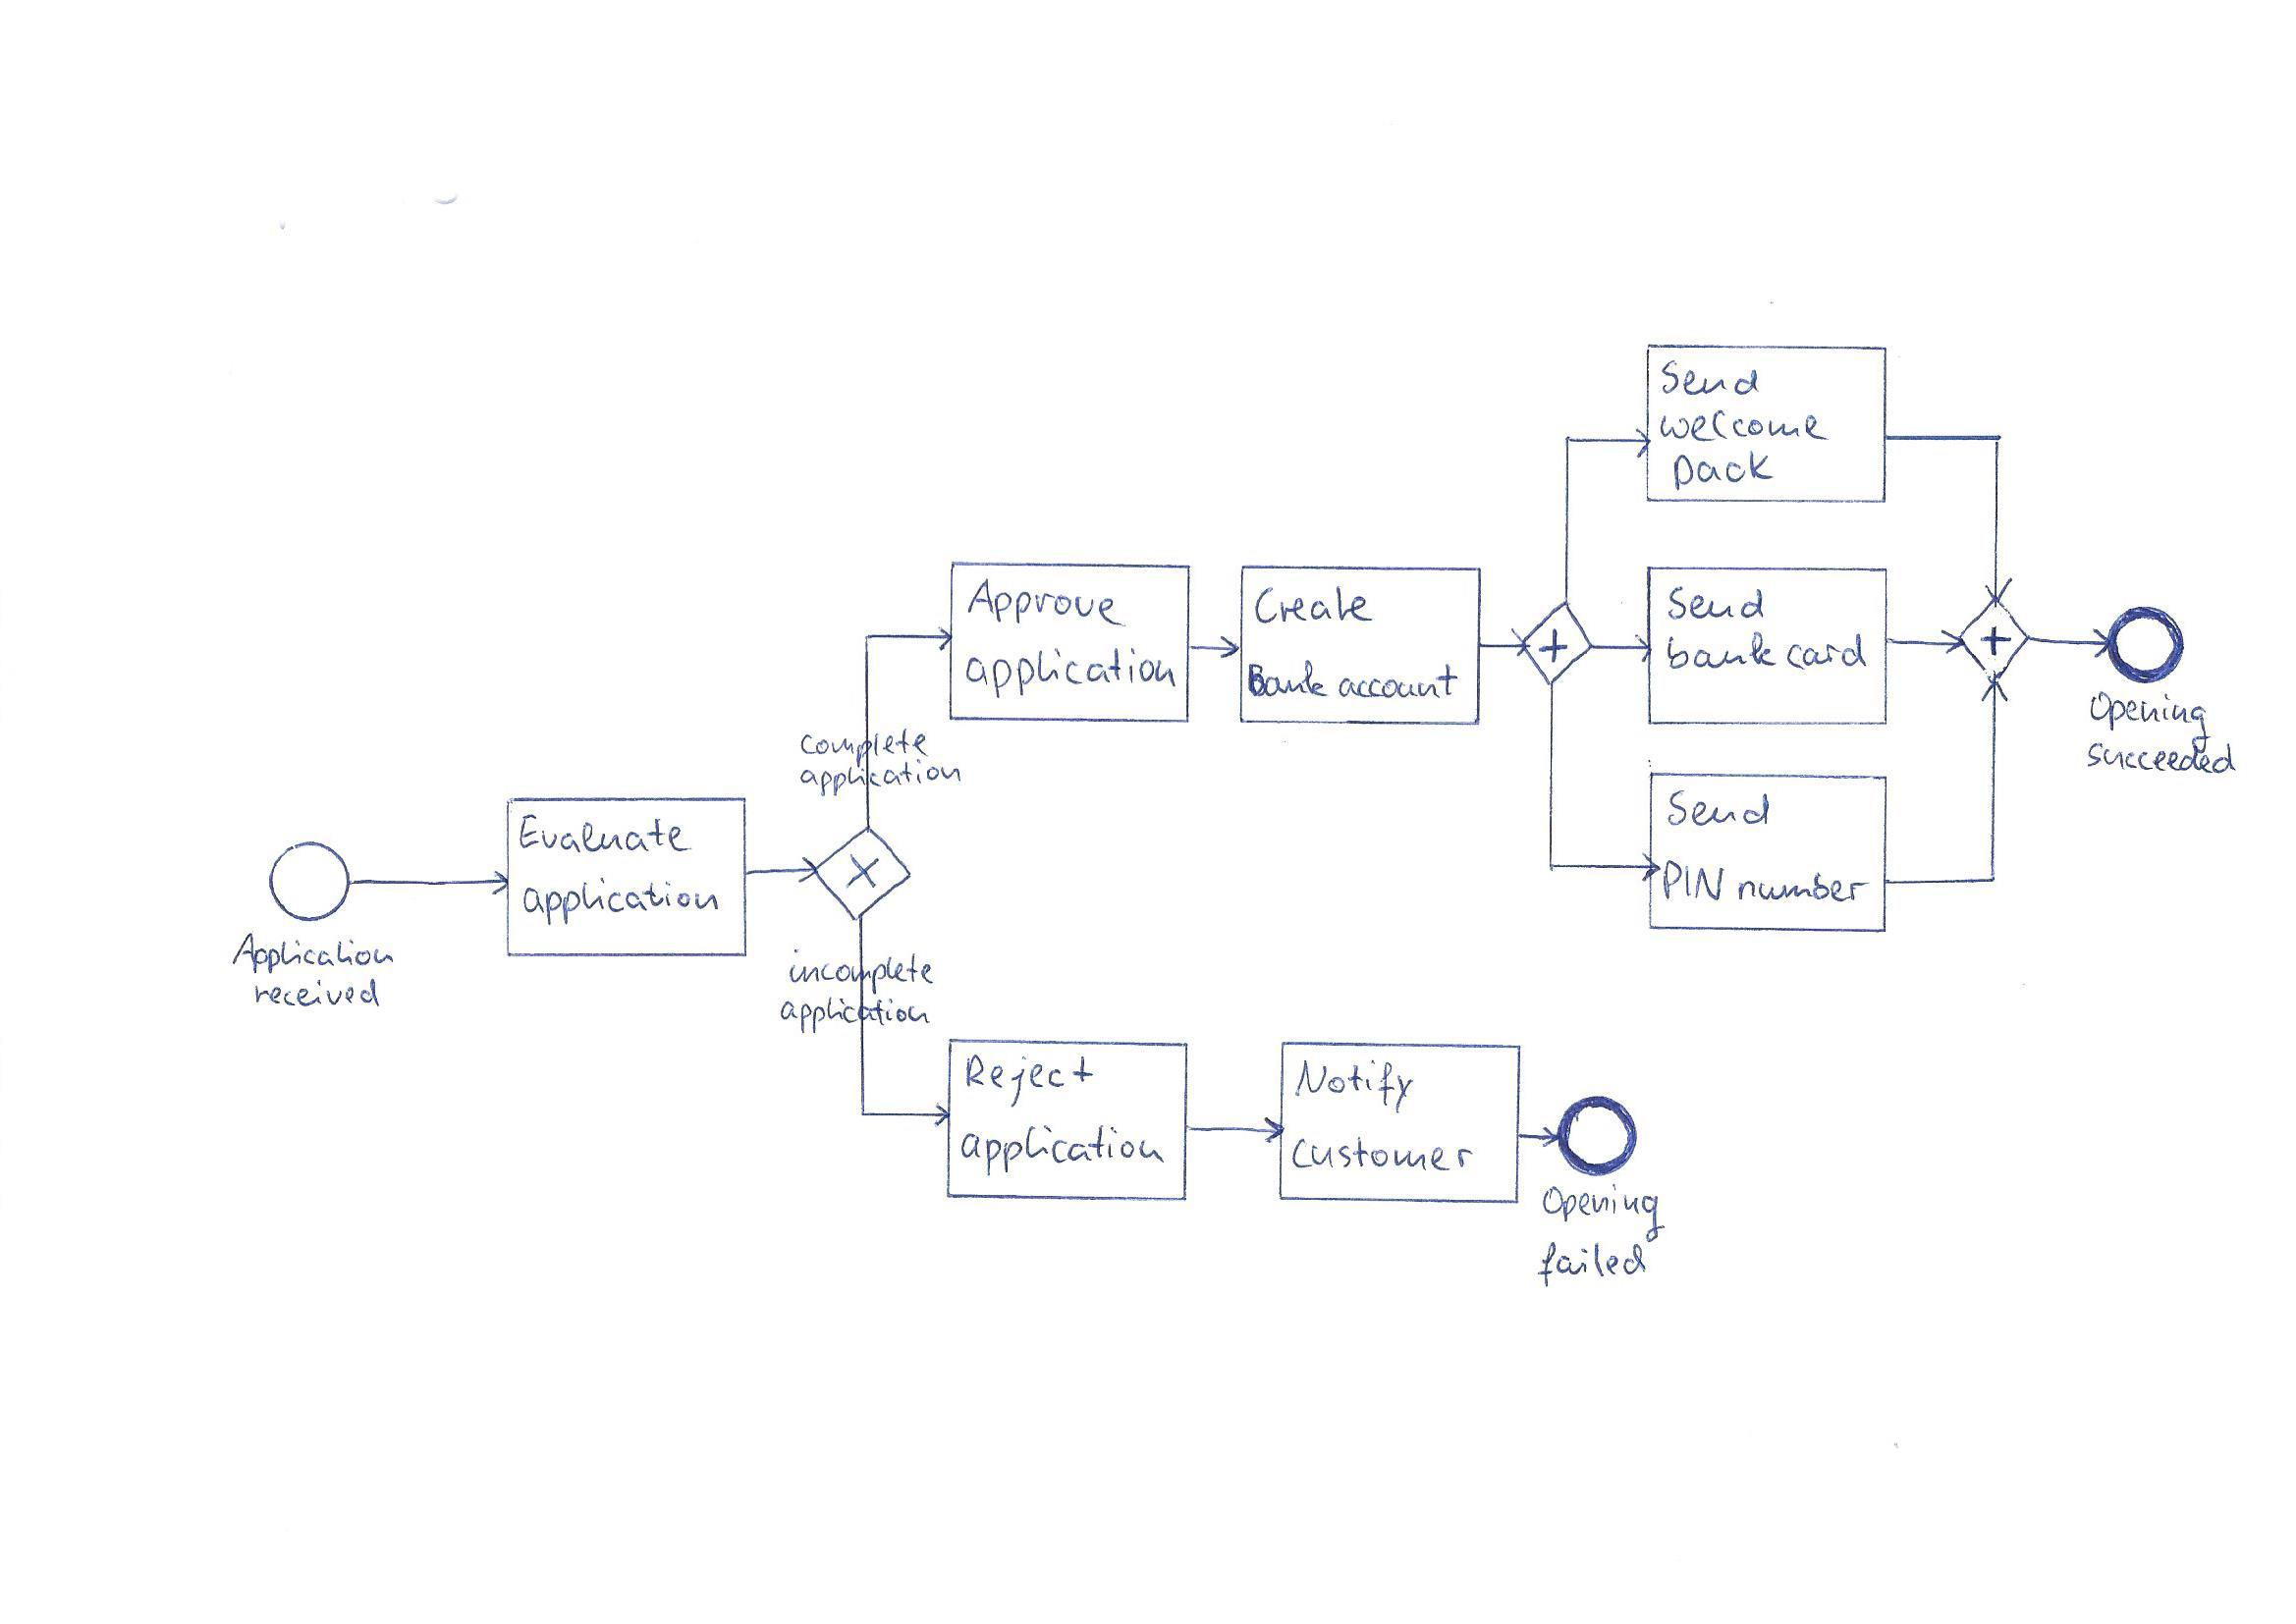 Application
received
Evaluate
application
complete
application
incomplete
application
Approve
application
Create
Bank account
Send
welcome
pack
Send
bank card
Send
PIN number
Opening
succeeded
Reject
application
Notify
customer
Opening
failed